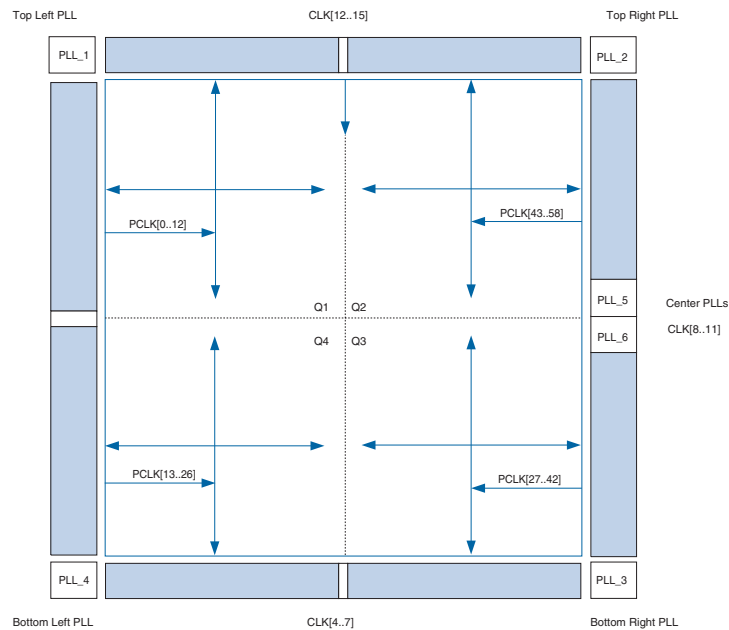 Top Left PLL
CLK[12..15]
Top Right PLL
PLL_1
PLL_2
PCLK[0..12]
PCLK[43..58]
Q1
Q2
PLL_5
Center PLLs
PLL_6
CLK[8..11]
Q4
Q3
PCLK[13..26]
PCLK[27..42]
PLL_4
PLL_3
Bottom Left PLL
CLK[4..7]
Bottom Right PLL